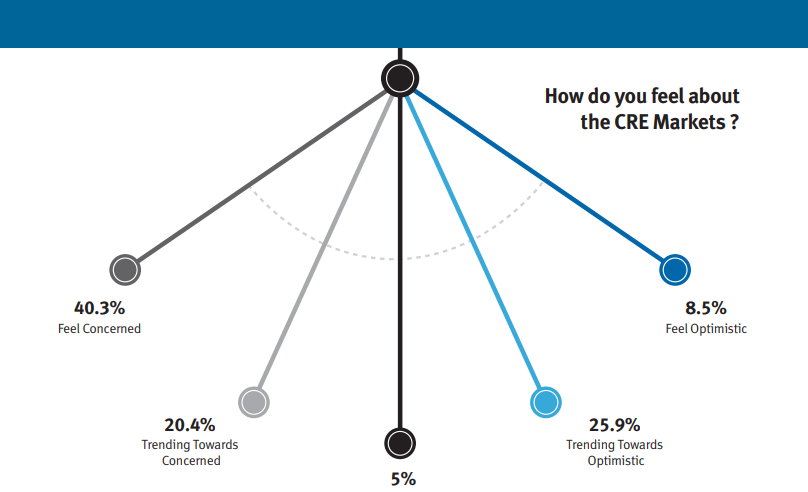 How do you feel about
the CRE Markets ?
40.3%
Feel Concerned
8.5%
Feel Optimistic
20.4%
Trending Towards
Concerned
25.9%
Trending Towards
Optimistic
5%